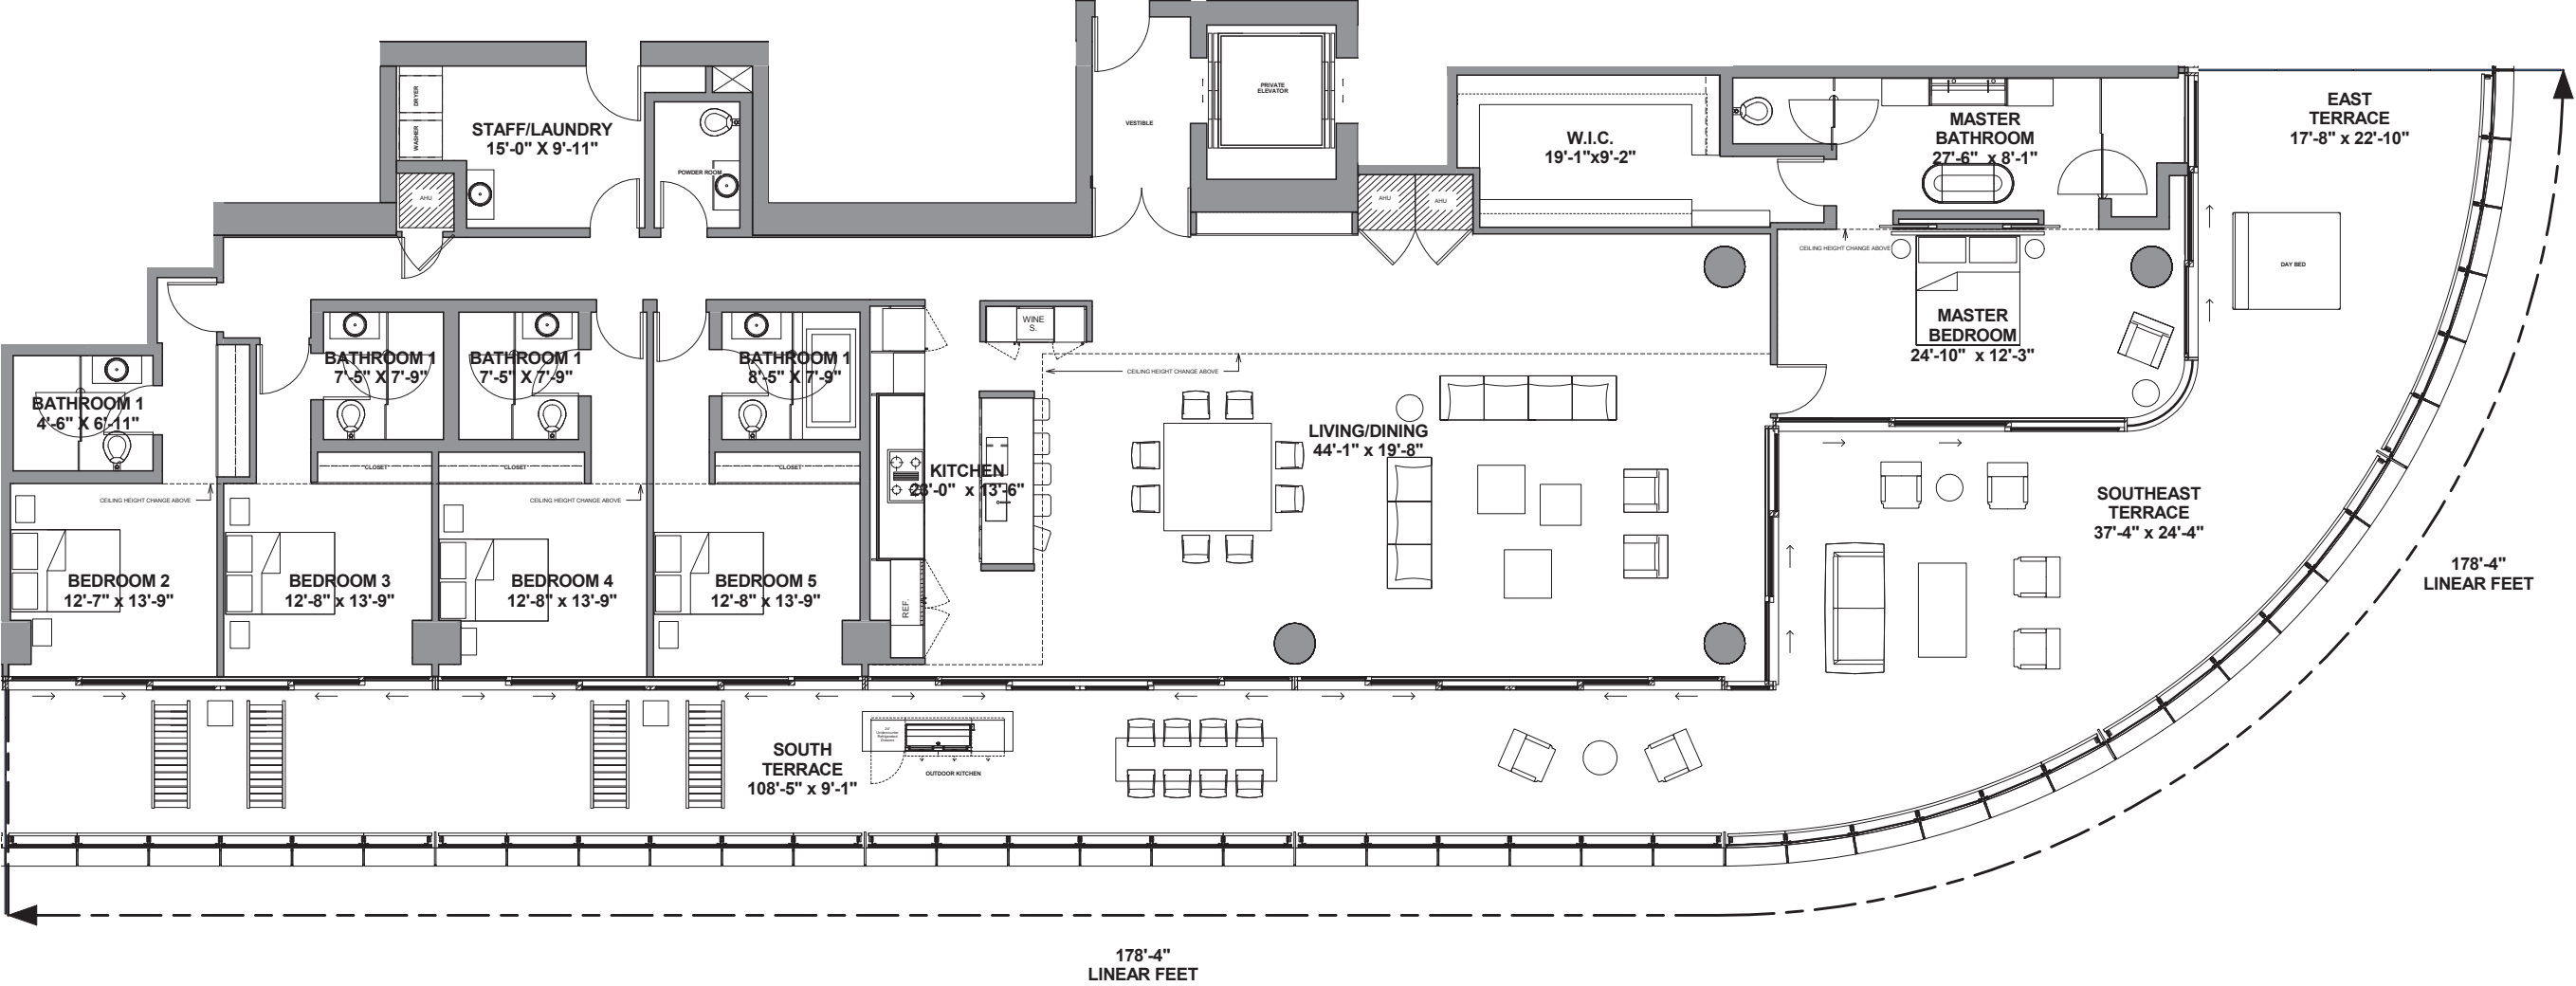 DRYER
WASHER
STAFF/LAUNDRY
15'-0" X 9'-11"
AHU
POWDER ROOM
VESTIBLE
PRIVATE
ELEVATOR
AHU
AHU
W.I.C.
19'-1"x9'-2"
MASTER
BATHROOM
27'-6" x 8'-1"
EAST
TERRACE
17'-8" x 22'-10"
DAY BED
CEILING HEIGHT CHANGE ABOVE
MASTER
BEDROOM
24'-10" x 12'-3"
BATHROOM 1
4'-6" X 6'-11"
BATHROOM 1
7'-5" X 7'-9"
BATHROOM 1
7'-5" X 7'-9"
BATHROOM 1
8'-5" X 7'-9"
WINE
S.
CEILING HEIGHT CHANGE ABOVE
CLOSET
CLOSET
CLOSET
CEILING HEIGHT CHANGE ABOVE
CEILING HEIGHT CHANGE ABOVE
KITCHEN
23'-0" x 13'-6"
LIVING/DINING
44'-1" x 19'-8"
SOUTHEAST
TERRACE
37'-4" x 24'-4"
BEDROOM 2
12'-7" x 13'-9"
BEDROOM 3
12'-8" x 13'-9"
BEDROOM 4
12'-8" x 13'-9"
BEDROOM 5
12'-8" x 13'-9"
REF.
178'-4"
LINEAR FEET
SOUTH
TERRACE
108'-5" x 9'-1"
OUTDOOR KITCHEN
178'-4"
LINEAR FEET